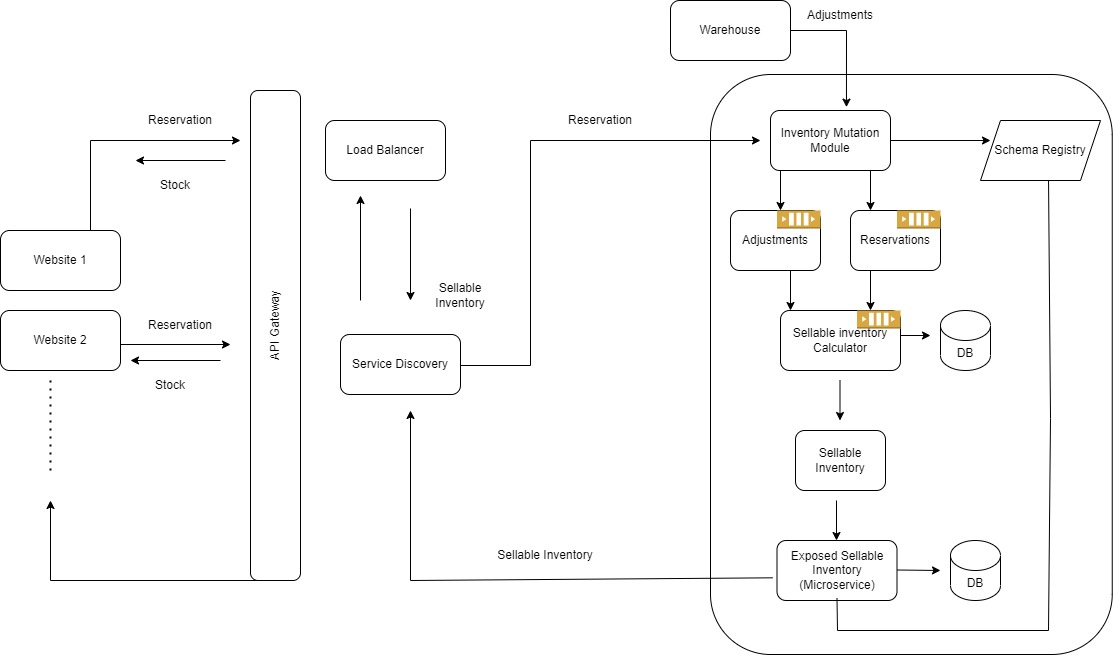 Adjustments
Warehouse
Reservation
Reservation
Inventory Mutation
Module
Load Balancer
Schema Registry
Stock
Adjustments
Reservations
Website 1
Sellable
Inventory
API Gateway
Reservation
Website 2
Sellable inventory
Calculator
DB
Service Discovery
Stock
Sellable
Inventory
Sellable Inventory
Exposed Sellable
Inventory
(Microservice)
DB